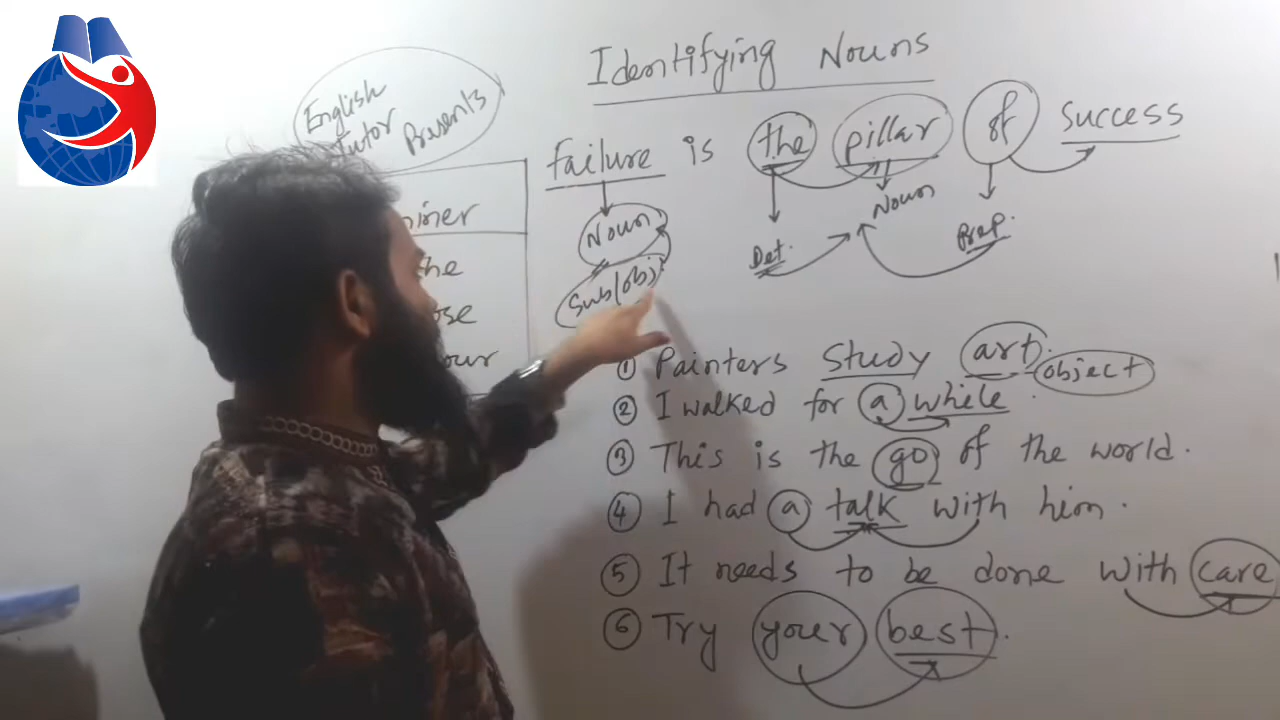 Identifying Nouns
English
Tutor Presents
Failure is the pillar of Success
Noun
Sub/obj
Det.
Noun
Prep.
① Painters study art. object
② I walked for a while.
③ This is the go of the world.
④ I had a talk with him.
⑤ It needs to be done with care
⑥ Try your best.